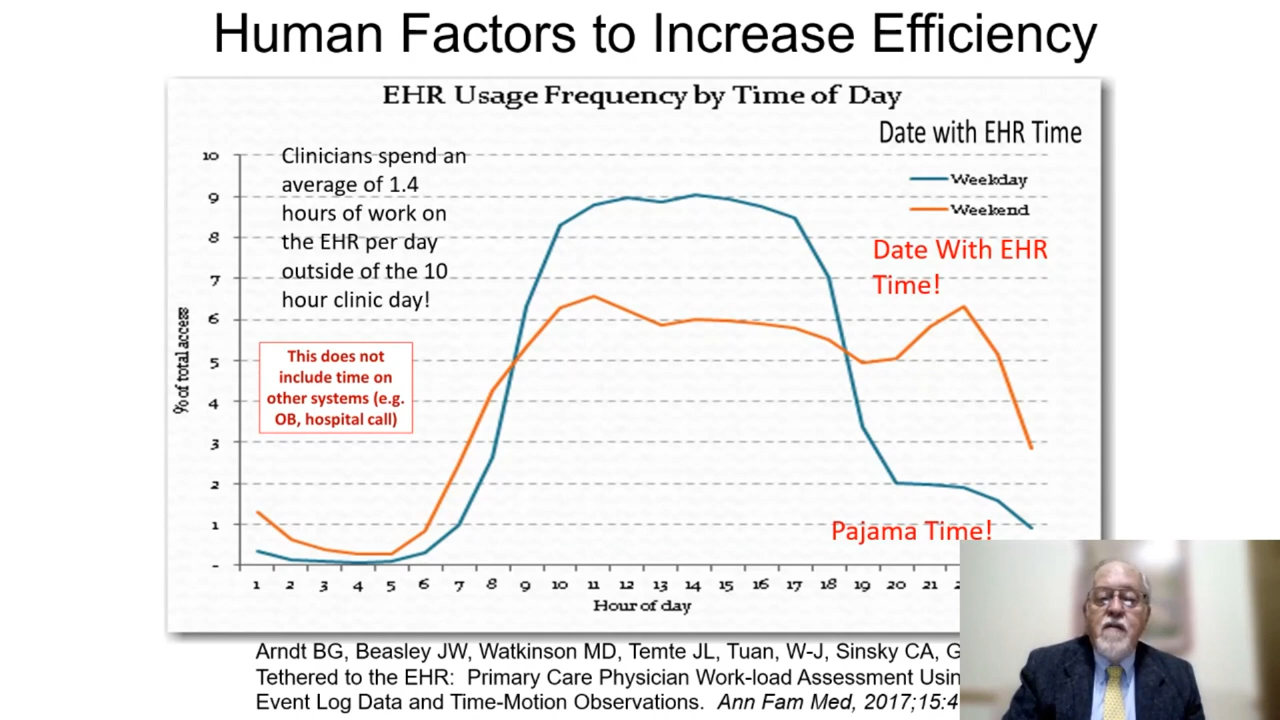 Human Factors to Increase Efficiency
EHR Usage Frequency by Time of Day
Date with EHR Time
Clinicians spend an
average of 1.4
hours of work on
the EHR per day
outside of the 10
hour clinic day!
Weekday
Weekend
Date With EHR
Time!
This does not
include time on
other systems (e.g.
OB, hospital call)
Pajama Time!
% of total access
10
9
8
7
6
5
4
3
2
1
-
1 2 3 4 5 6 7 8 9 10 11 12 13 14 15 16 17 18 19 20 21
Hour of day
Arndt BG, Beasley JW, Watkinson MD, Temte JL, Tuan, W-J, Sinsky CA, G
Tethered to the EHR: Primary Care Physician Work-load Assessment
Event Log Data and Time-Motion Observations. Ann Fam Med, 2017;15:4